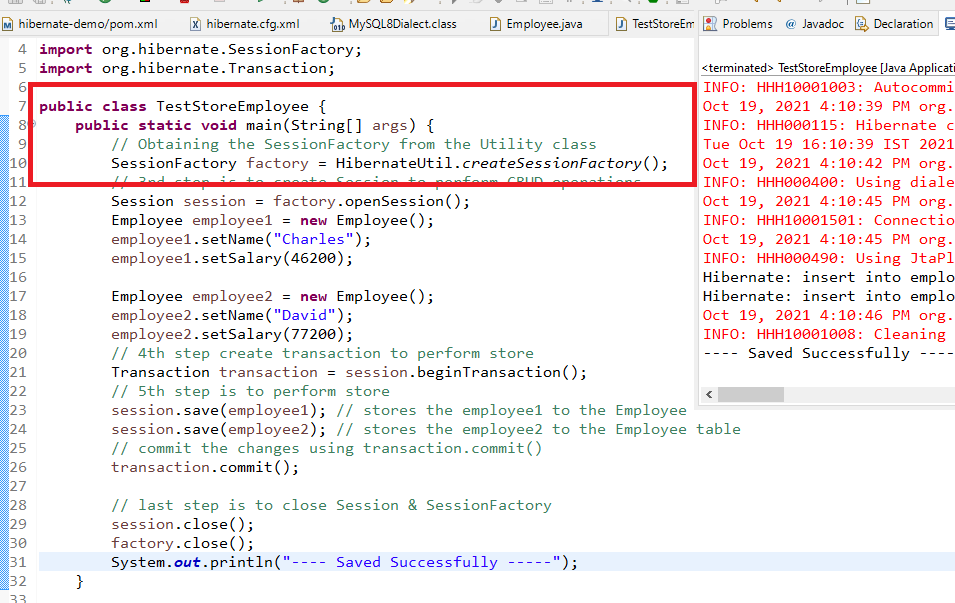 hibernate-demo/pom.xml
hibernate.cfg.xml
MySQL8Dialect.class
Employee.java
TestStoreEm
Problems
@ Javadoc
Declaration
4 import org.hibernate.SessionFactory;
5 import org.hibernate.Transaction;
6
7 public class TestStoreEmployee {
8 public static void main(String[] args) {
9 // Obtaining the SessionFactory from the Utility class
10 SessionFactory factory = HibernateUtil.createSessionFactory();
11 // 3rd step is to create Session to perform CRUD operations
12 Session session = factory.openSession();
13 Employee employee1 = new Employee();
14 employee1.setName("Charles");
15 employee1.setSalary(46200);
16
17 Employee employee2 = new Employee();
18 employee2.setName("David");
19 employee2.setSalary(77200);
20 // 4th step create transaction to perform store
21 Transaction transaction = session.beginTransaction();
22 // 5th step is to perform store
23 session.save(employee1); // stores the employee1 to the Employee
24 session.save(employee2); // stores the employee2 to the Employee table
25 // commit the changes using transaction.commit()
26 transaction.commit();
27
28 // last step is to close Session & SessionFactory
29 session.close();
30 factory.close();
31 System.out.println("---- Saved Successfully -----");
32 }
33
<terminated> TestStoreEmployee [Java Applicati
INFO: HHH10001003: Autocommi
Oct 19, 2021 4:10:39 PM org.
INFO: HHH000115: Hibernate c
Tue Oct 19 16:10:39 IST 2021
Oct 19, 2021 4:10:42 PM org.
INFO: HHH000400: Using diale
Oct 19, 2021 4:10:45 PM org.
INFO: HHH10001501: Connectio
Oct 19, 2021 4:10:45 PM org.
INFO: HHH000490: Using JtaPl
Hibernate: insert into emplo
Hibernate: insert into emplo
Oct 19, 2021 4:10:46 PM org.
INFO: HHH10001008: Cleaning
---- Saved Successfully ----